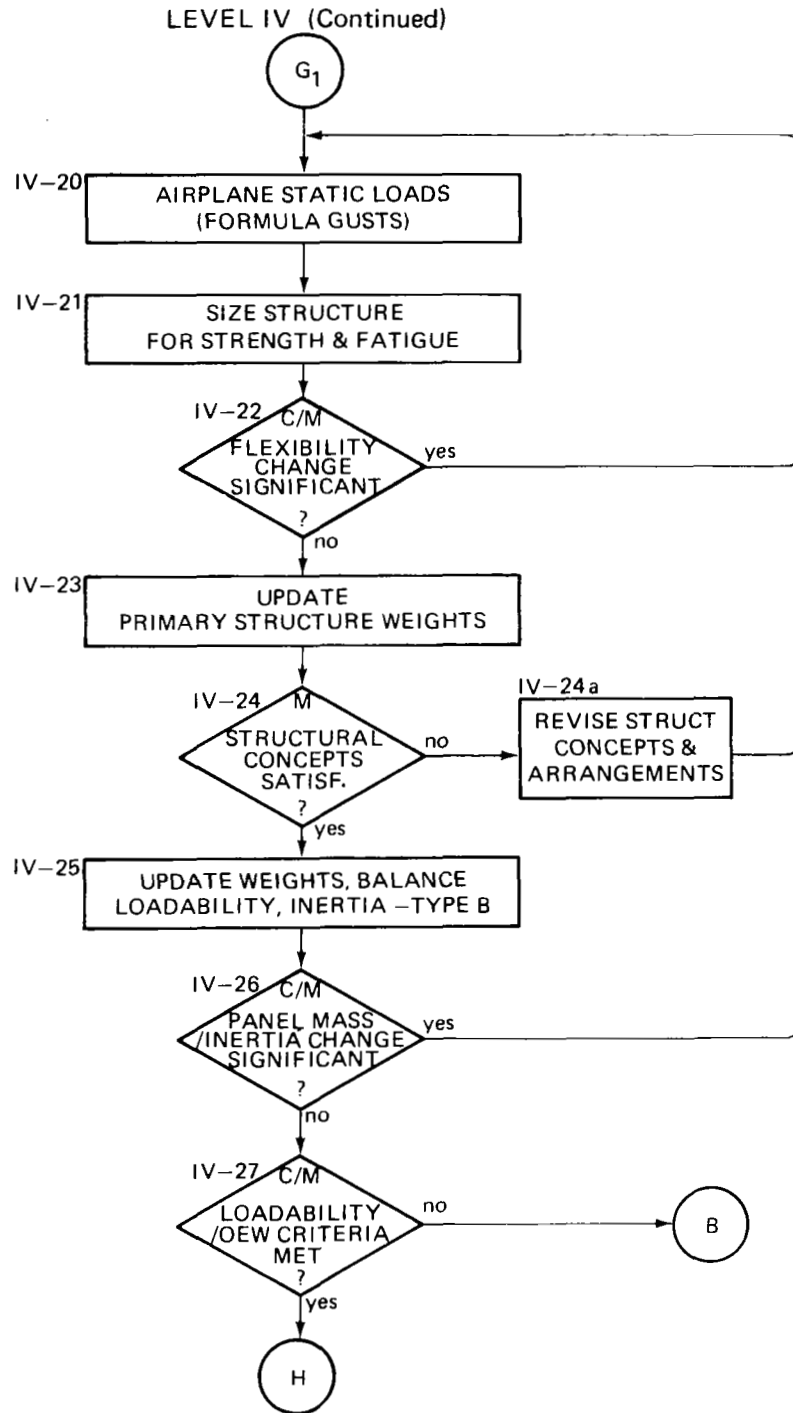 LEVEL IV (Continued)
G1
IV-20
AIRPLANE STATIC LOADS
(FORMULA GUSTS)
IV-21
SIZE STRUCTURE
FOR STRENGTH & FATIGUE
IV-22
C/M
FLEXIBILITY
CHANGE
SIGNIFICANT
?
yes
no
IV-23
UPDATE
PRIMARY STRUCTURE WEIGHTS
IV-24
M
STRUCTURAL
CONCEPTS
SATISF.
?
no
yes
IV-24a
REVISE STRUCT
CONCEPTS &
ARRANGEMENTS
IV-25
UPDATE WEIGHTS, BALANCE
LOADABILITY, INERTIA -TYPE B
IV-26
C/M
PANEL MASS
/INERTIA CHANGE
SIGNIFICANT
?
yes
no
IV-27
C/M
LOADABILITY
/OEW CRITERIA
MET
?
no
B
yes
H